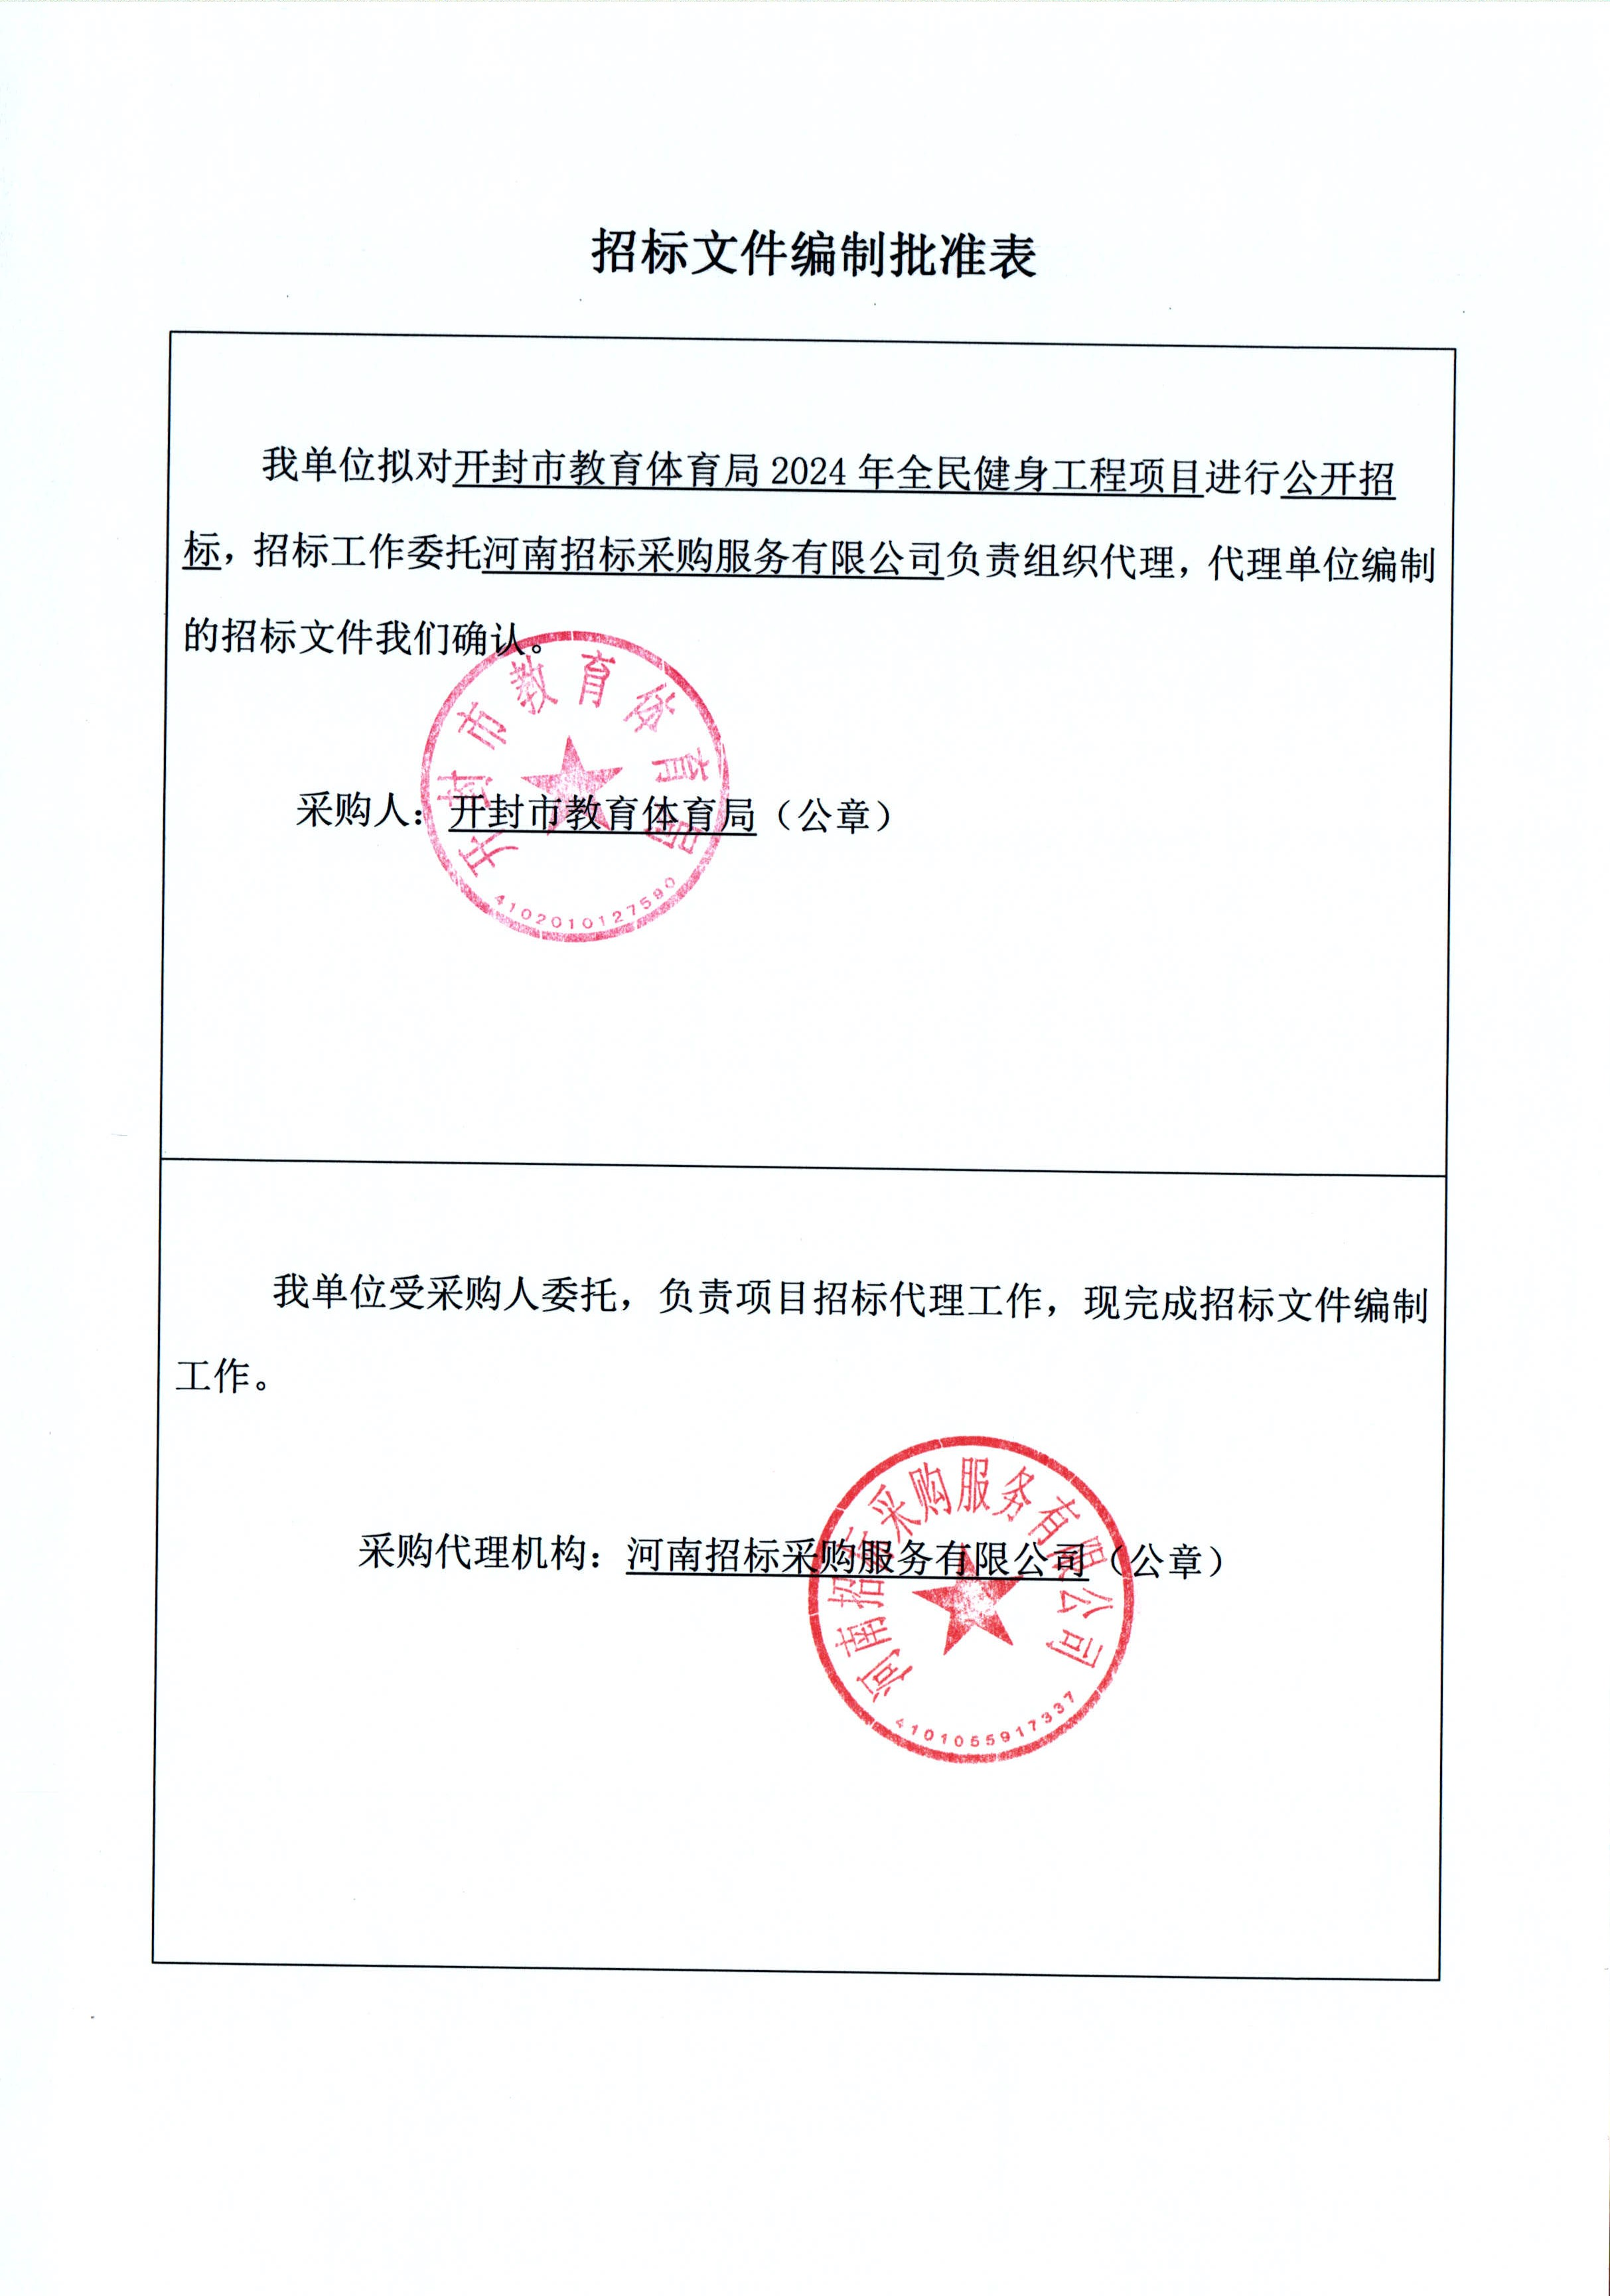 招标文件编制批准表
我单位拟对开封市教育体育局 2024 年全民健身工程项目进行公开招
标，招标工作委托河南招标采购服务有限公司负责组织代理，代理单位编制
的招标文件我们确认。
采购人：开封市教育体育局（公章）
开封市教育体育局
4102010127590
我单位受采购人委托，负责项目招标代理工作，现完成招标文件编制
工作。
采购代理机构：河南招标采购服务有限公司（公章）
河南招标采购服务有限公司
4101055917337